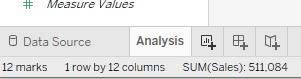 # Measure Values
Data Source Analysis
12 marks 1 row by 12 columns SUM(Sales): 511,084